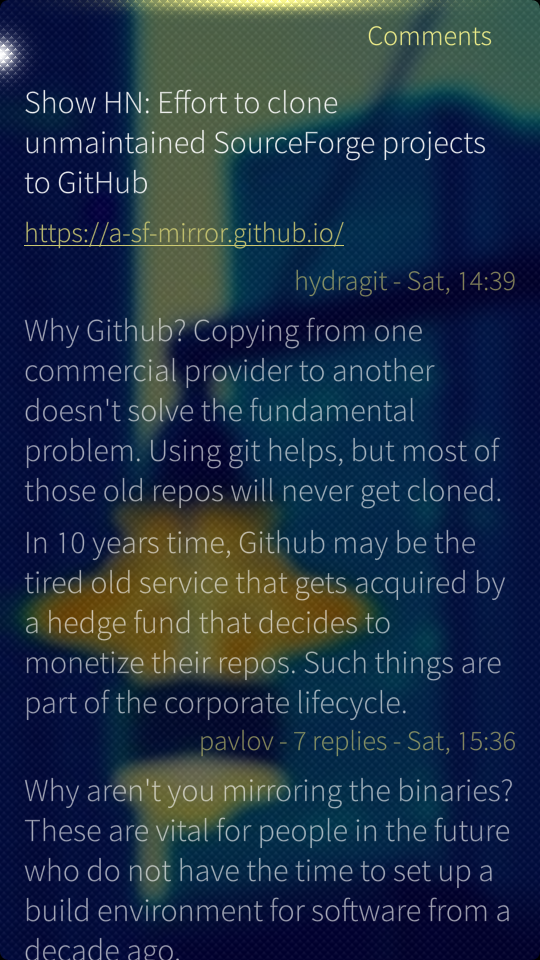 Comments
Show HN: Effort to clone
unmaintained SourceForge projects
to GitHub
https://a-sf-mirror.github.io/
hydragit - Sat, 14:39
Why Github? Copying from one
commercial provider to another
doesn't solve the fundamental
problem. Using git helps, but most of
those old repos will never get cloned.
In 10 years time, Github may be the
tired old service that gets acquired by
a hedge fund that decides to
monetize their repos. Such things are
part of the corporate lifecycle.
pavlov - 7 replies - Sat, 15:36
Why aren't you mirroring the binaries?
These are vital for people in the future
who do not have the time to set up a
build environment for software from a
decade ago.